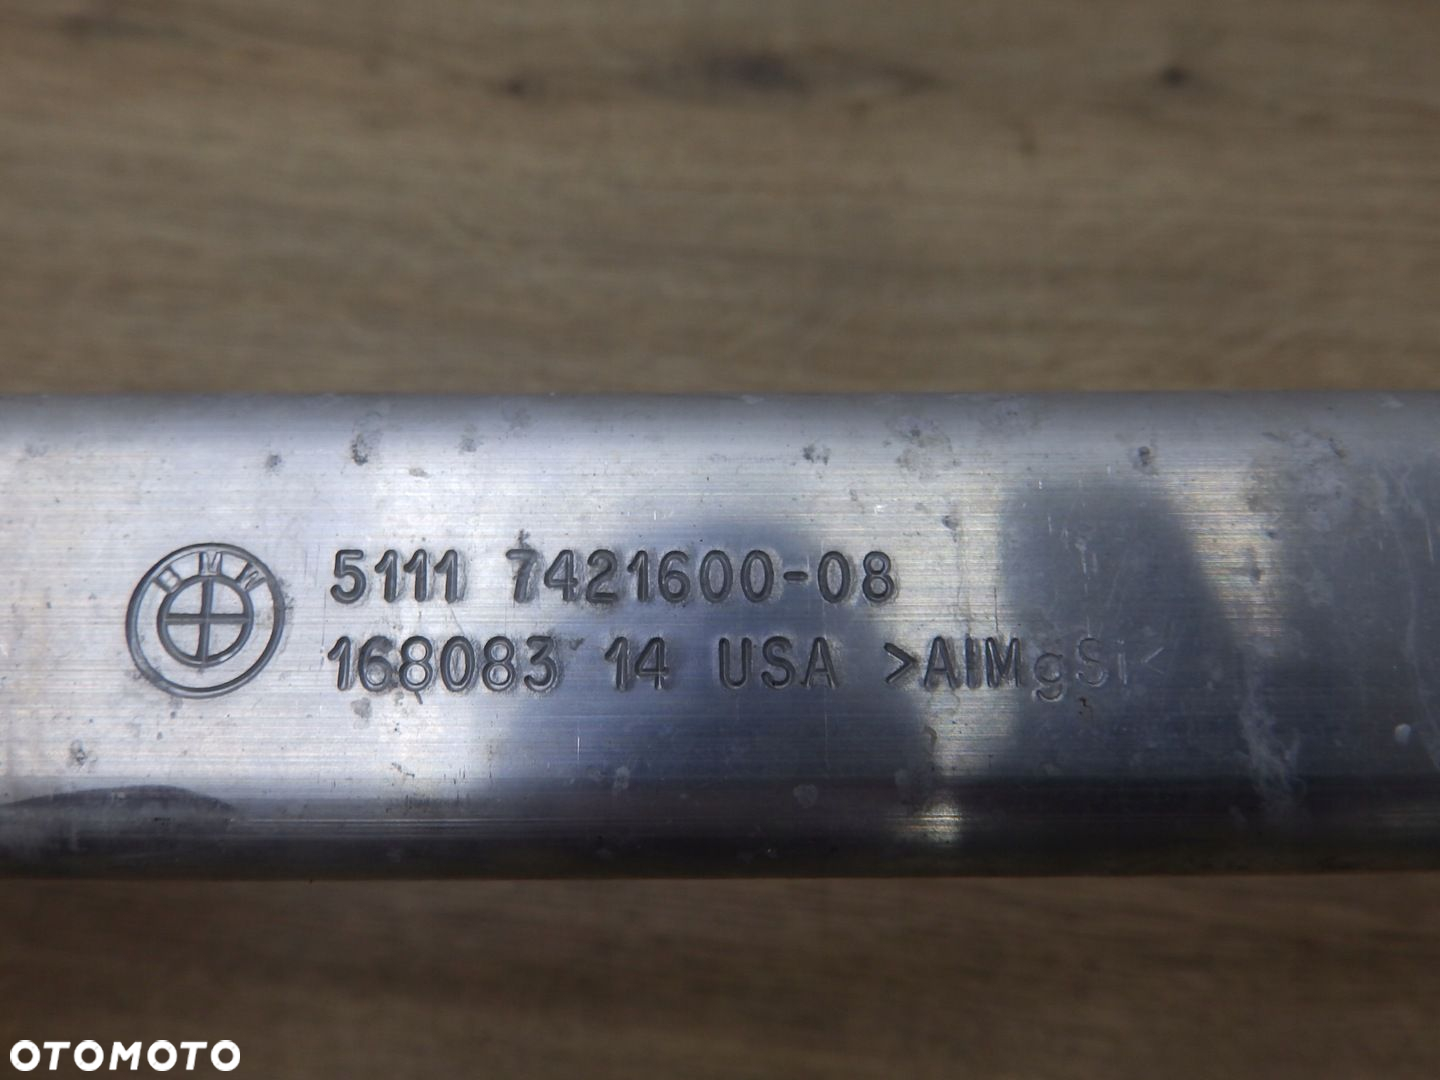 BMW
5111 7421600-08
168083 14 USA >AlMgSi<
OTOMOTO